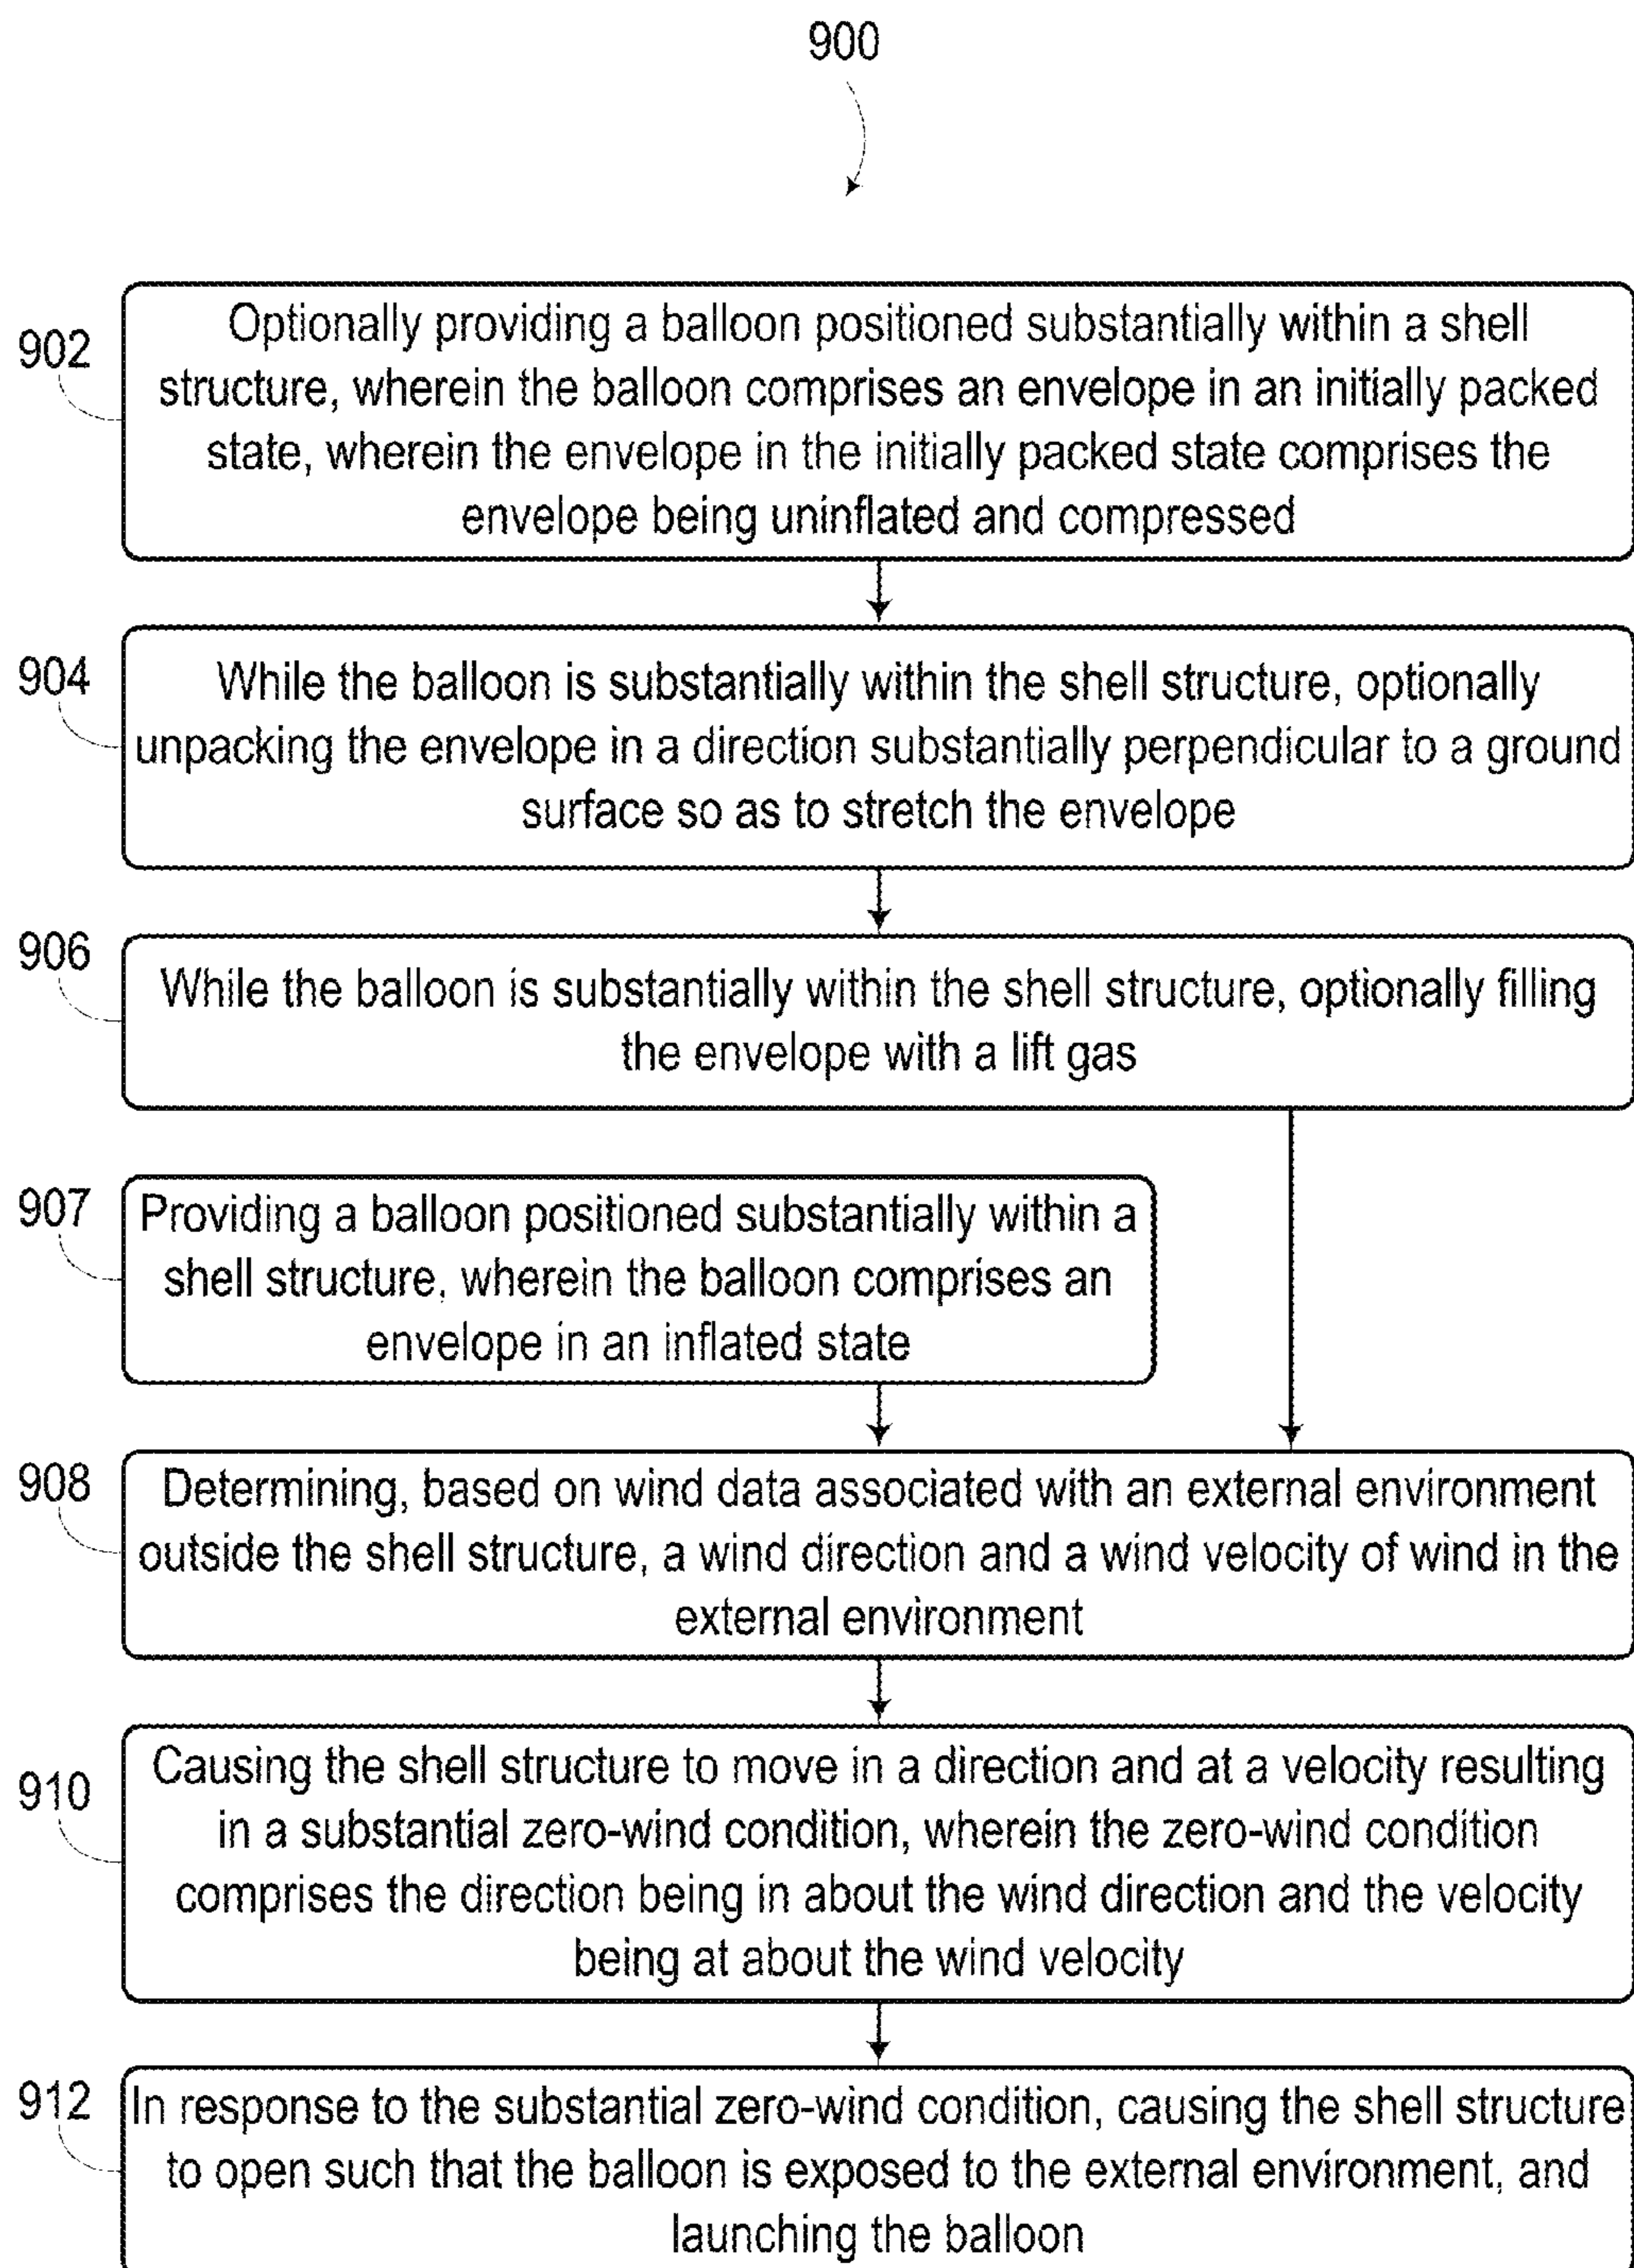 900
902
Optionally providing a balloon positioned substantially within a shell
structure, wherein the balloon comprises an envelope in an initially packed
state, wherein the envelope in the initially packed state comprises the
envelope being uninflated and compressed
904
While the balloon is substantially within the shell structure, optionally
unpacking the envelope in a direction substantially perpendicular to a ground
surface so as to stretch the envelope
906
While the balloon is substantially within the shell structure, optionally filling
the envelope with a lift gas
907
Providing a balloon positioned substantially within a
shell structure, wherein the balloon comprises an
envelope in an inflated state
908
Determining, based on wind data associated with an external environment
outside the shell structure, a wind direction and a wind velocity of wind in the
external environment
910
Causing the shell structure to move in a direction and at a velocity resulting
in a substantial zero-wind condition, wherein the zero-wind condition
comprises the direction being in about the wind direction and the velocity
being at about the wind velocity
912
In response to the substantial zero-wind condition, causing the shell structure
to open such that the balloon is exposed to the external environment, and
launching the balloon